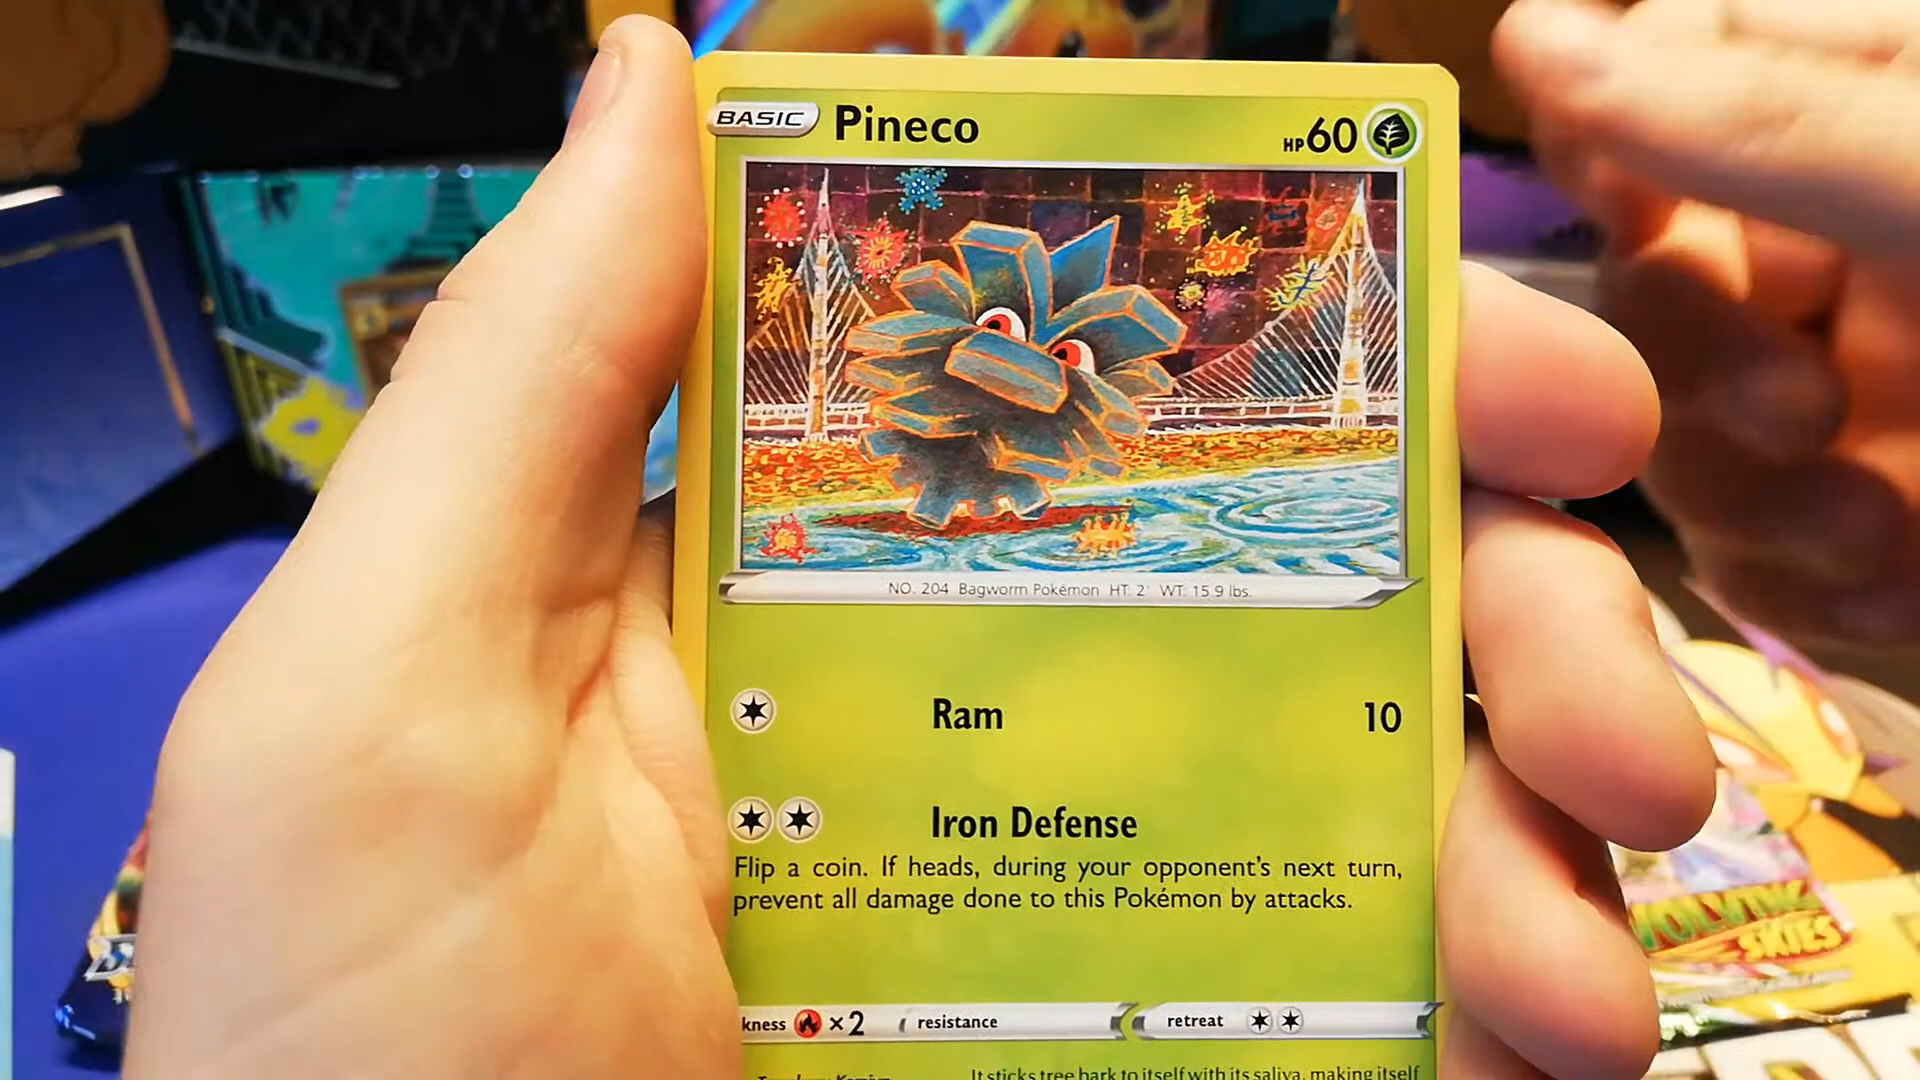 BASIC Pineco HP60
NO. 204 Bagworm Pokémon HT: 2' WT: 15.9 lbs.
Ram 10
Iron Defense
Flip a coin. If heads, during your opponent's next turn,
prevent all damage done to this Pokémon by attacks.
kness ×2 resistance retreat
It sticks tree bark to itself with its saliva, making itself
VOLVING
SKIES